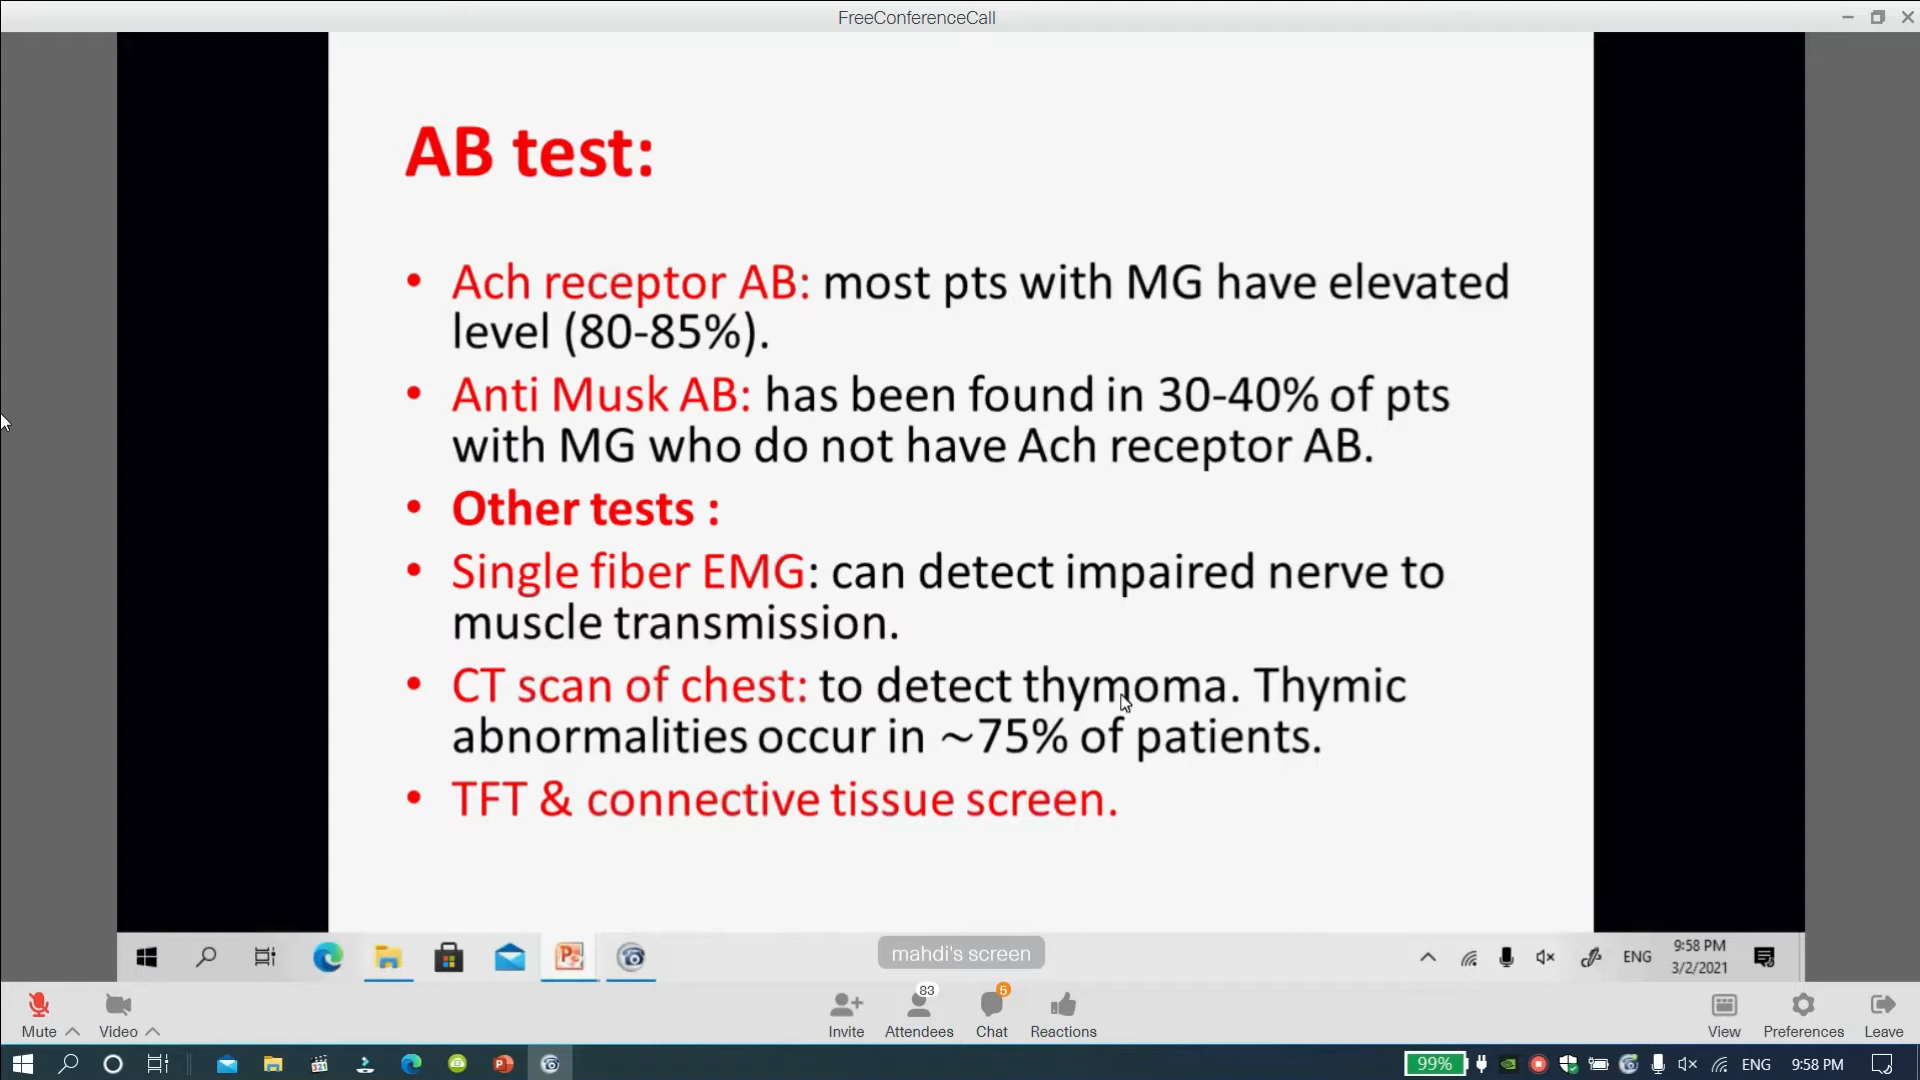 FreeConferenceCall
AB test:
• Ach receptor AB: most pts with MG have elevated
level (80-85%).
• Anti Musk AB: has been found in 30-40% of pts
with MG who do not have Ach receptor AB.
• Other tests :
• Single fiber EMG: can detect impaired nerve to
muscle transmission.
• CT scan of chest: to detect thymoma. Thymic
abnormalities occur in ~75% of patients.
• TFT & connective tissue screen.
mahdi's screen
ENG
9:58 PM
3/2/2021
Mute
Video
Invite
83
Attendees
5
Chat
Reactions
View
Preferences
Leave
99%
ENG
9:58 PM